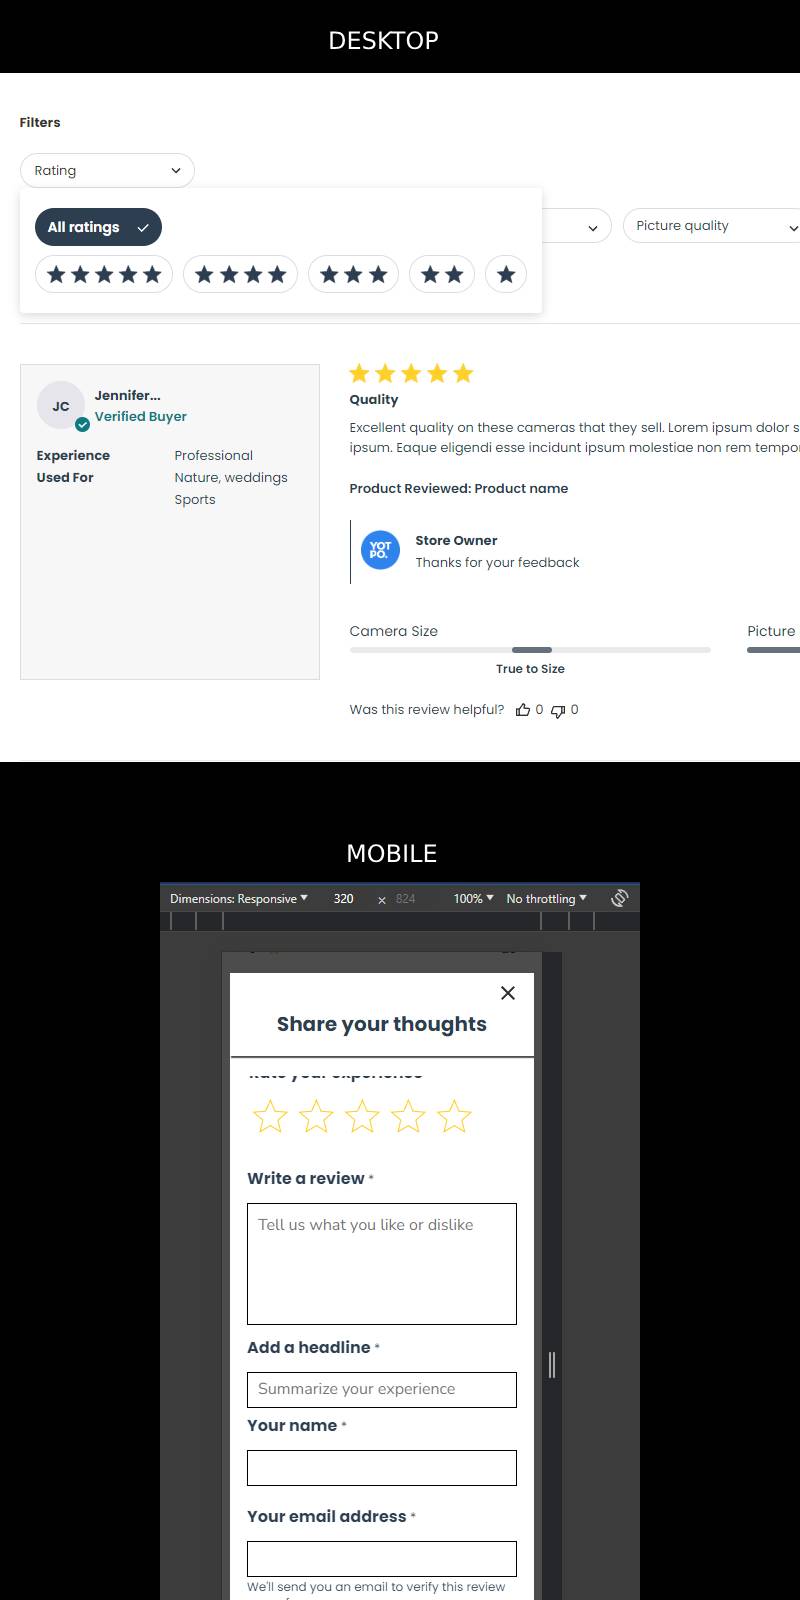 DESKTOP
Filters
Rating
All ratings
Picture quality
JC
Jennifer...
Verified Buyer
Experience Professional
Used For Nature, weddings
Sports
Quality
Excellent quality on these cameras that they sell. Lorem ipsum dolor s
ipsum. Eaque eligendi esse incidunt ipsum molestiae non rem tempo
Product Reviewed: Product name
YOT
PO.
Store Owner
Thanks for your feedback
Camera Size
Picture
True to Size
Was this review helpful? 0 0
MOBILE
Dimensions: Responsive 320 × 824 100% No throttling
Share your thoughts
Rate your experience
Write a review *
Tell us what you like or dislike
Add a headline *
Summarize your experience
Your name *
Your email address *
We'll send you an email to verify this review